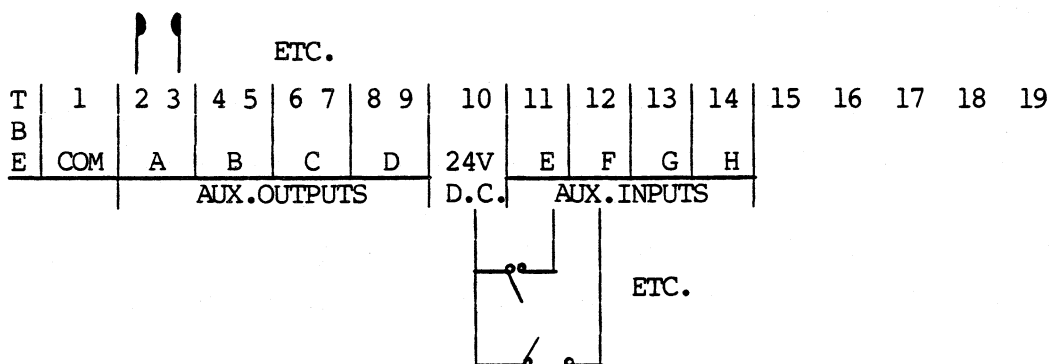 ETC.
T 1 2 3 4 5 6 7 8 9 10 11 12 13 14 15 16 17 18 19
B
E COM A B C D 24V E F G H
AUX.OUTPUTS D.C. AUX.INPUTS
ETC.